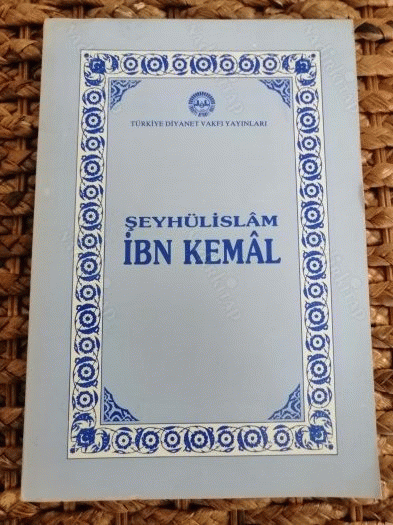 TÜRKİYE DİYANET VAKFI YAYINLARI
ŞEYHÜLİSLÂM
İBN KEMÂL